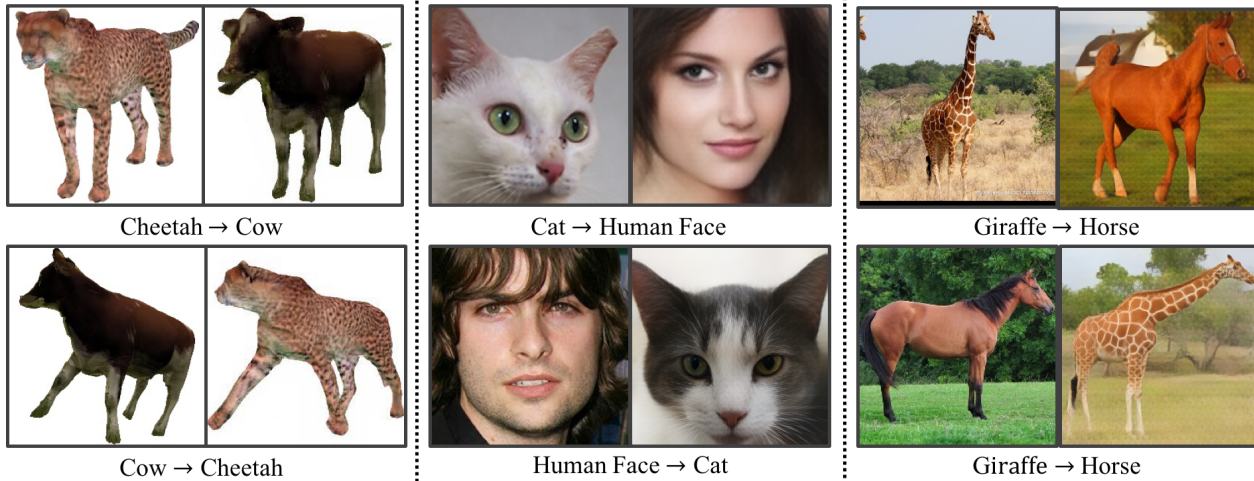 Cheetah → Cow
Cat → Human Face
Giraffe → Horse
Cow → Cheetah
Human Face → Cat
Giraffe → Horse